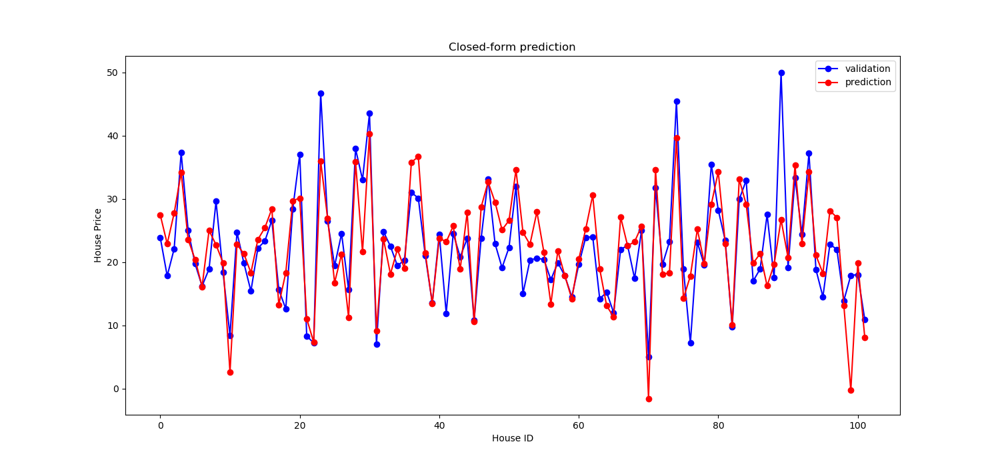 Closed-form prediction
validation
prediction
House Price
50
40
30
20
10
0
0 20 40 60 80 100
House ID